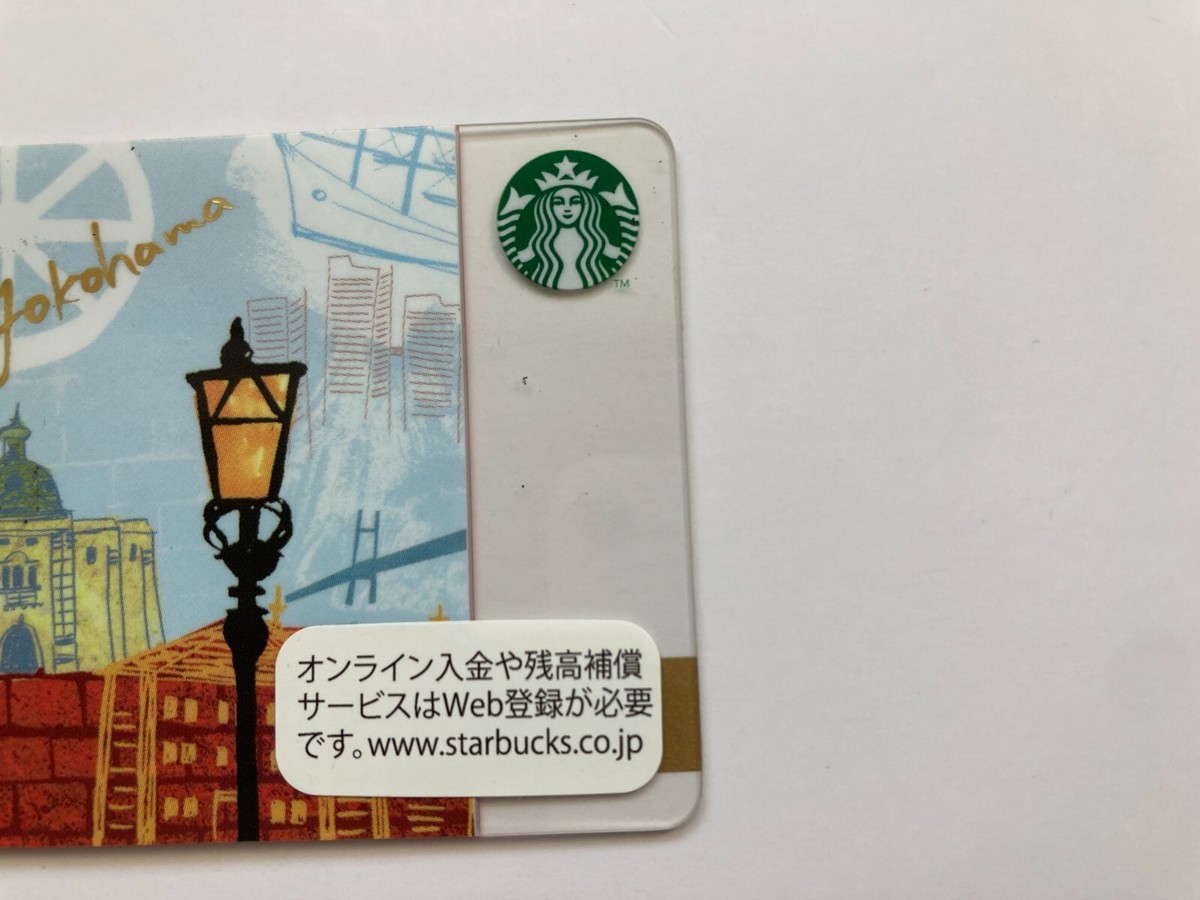 Yokohama
TM
オンライン入金や残高補償
サービスはWeb登録が必要
です。www.starbucks.co.jp